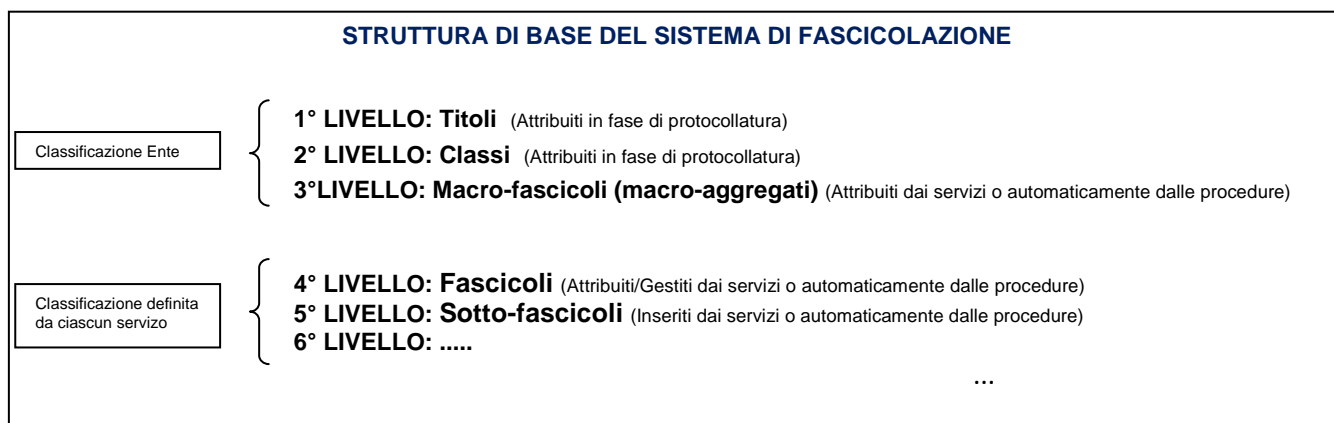 STRUTTURA DI BASE DEL SISTEMA DI FASCICOLAZIONE
Classificazione Ente
1° LIVELLO: Titoli (Attribuiti in fase di protocollatura)
2° LIVELLO: Classi (Attribuiti in fase di protocollatura)
3°LIVELLO: Macro-fascicoli (macro-aggregati) (Attribuiti dai servizi o automaticamente dalle procedure)
Classificazione definita
da ciascun servizo
4° LIVELLO: Fascicoli (Attribuiti/Gestiti dai servizi o automaticamente dalle procedure)
5° LIVELLO: Sotto-fascicoli (Inseriti dai servizi o automaticamente dalle procedure)
6° LIVELLO: .....
...